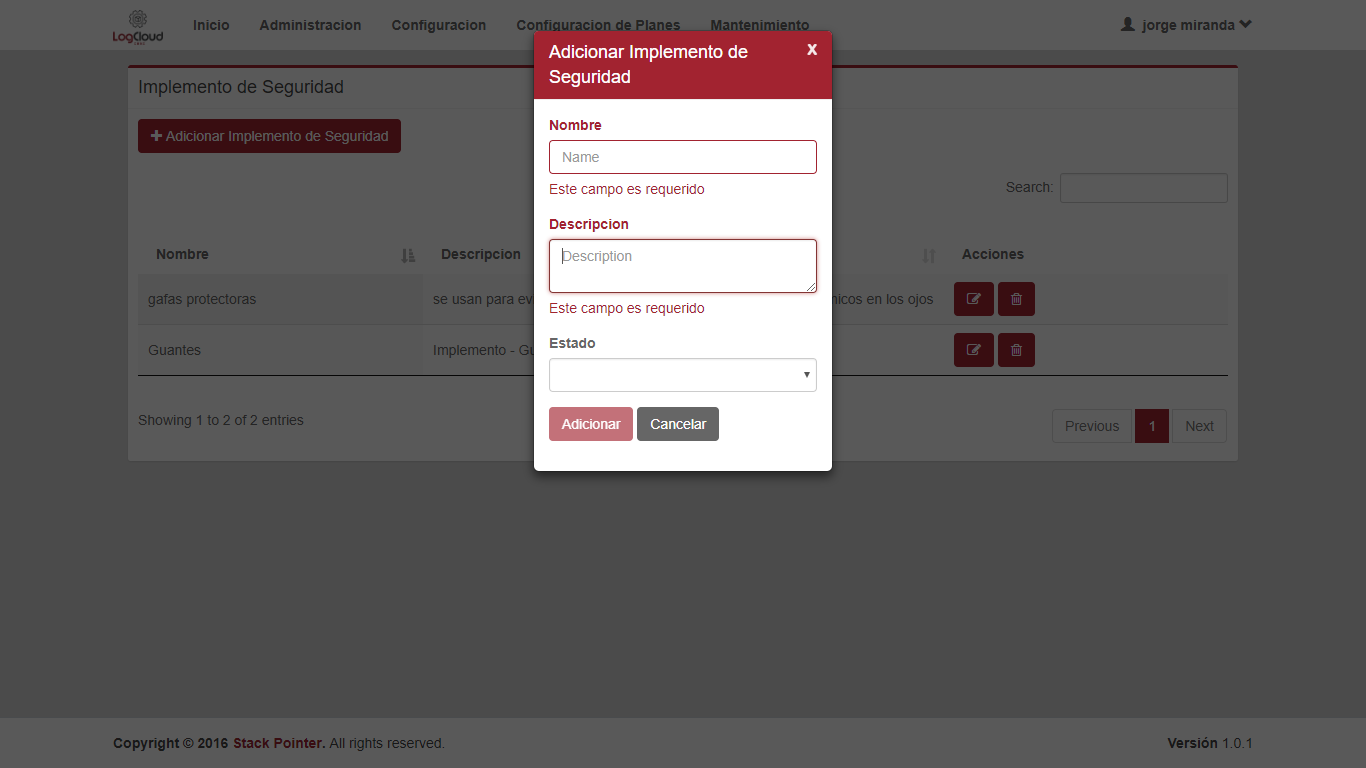 LogCloud
Inicio Administracion Configuracion Configuracion de Planes Mantenimiento jorge miranda
Adicionar Implemento de Seguridad x
Implemento de Seguridad
Adicionar Implemento de Seguridad
Search:
Nombre
Name
Este campo es requerido
Descripcion
Description
Este campo es requerido
Estado
Adicionar Cancelar
Nombre Descripcion Acciones
gafas protectoras se usan para en los ojos
Guantes Implemento -
Showing 1 to 2 of 2 entries
Previous 1 Next
Copyright © 2016 Stack Pointer. All rights reserved. Versión 1.0.1